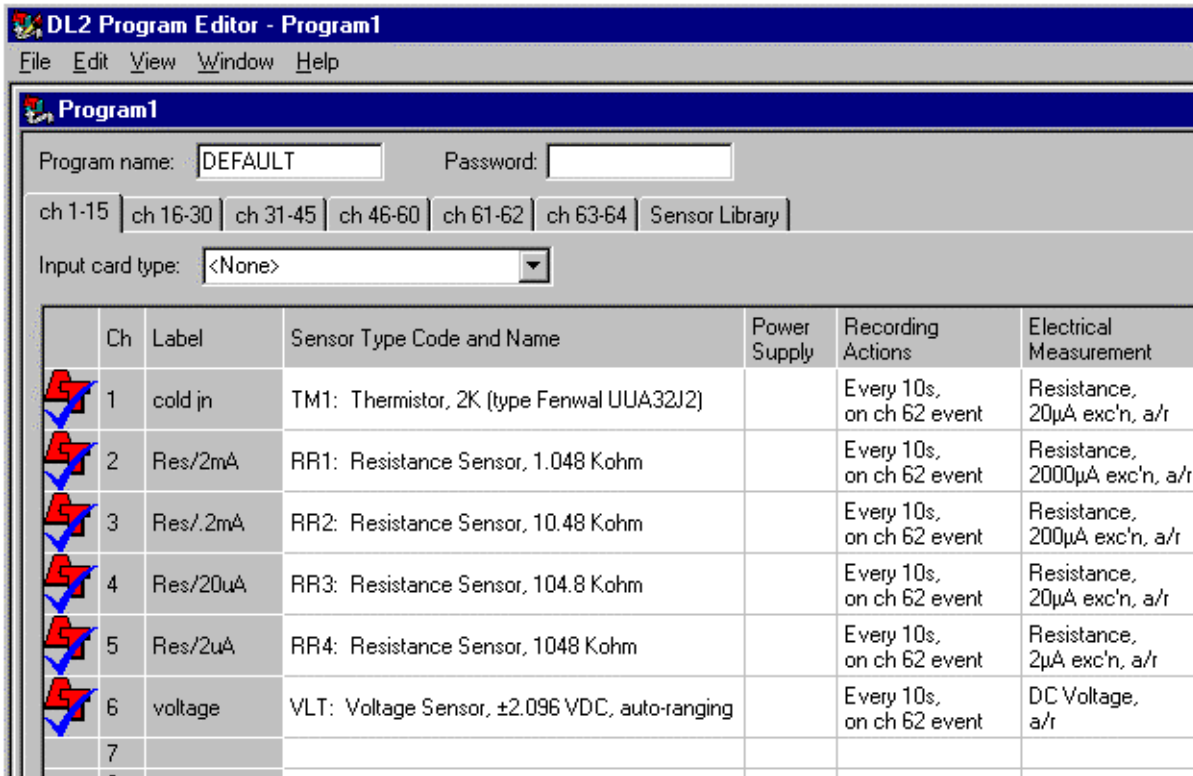 DL2 Program Editor - Program1
File Edit View Window Help
Program1
Program name: DEFAULT Password:
ch 1-15 ch 16-30 ch 31-45 ch 46-60 ch 61-62 ch 63-64 Sensor Library
Input card type: <None>
Ch Label Sensor Type Code and Name Power Supply Recording Actions Electrical Measurement
1 cold jn TM1: Thermistor, 2K (type Fenwal UUA32J2) Every 10s, on ch 62 event Resistance, 20µA exc'n, a/r
2 Res/2mA RR1: Resistance Sensor, 1.048 Kohm Every 10s, on ch 62 event Resistance, 2000µA exc'n, a/r
3 Res/.2mA RR2: Resistance Sensor, 10.48 Kohm Every 10s, on ch 62 event Resistance, 200µA exc'n, a/r
4 Res/20uA RR3: Resistance Sensor, 104.8 Kohm Every 10s, on ch 62 event Resistance, 20µA exc'n, a/r
5 Res/2uA RR4: Resistance Sensor, 1048 Kohm Every 10s, on ch 62 event Resistance, 2µA exc'n, a/r
6 voltage VLT: Voltage Sensor, ±2.096 VDC, auto-ranging Every 10s, on ch 62 event DC Voltage, a/r
7